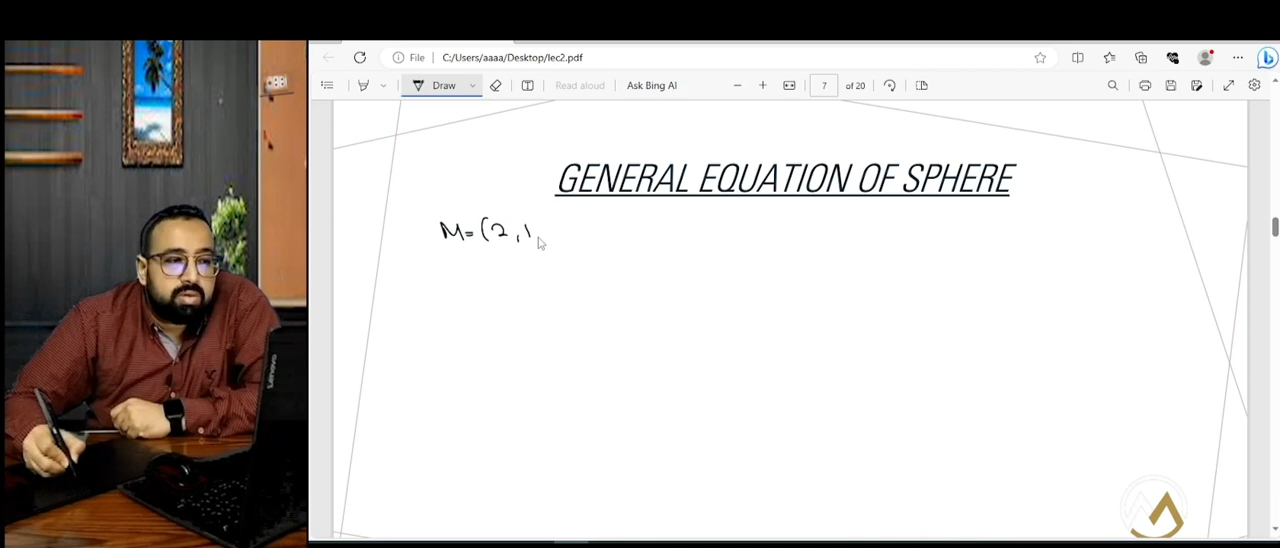 File C:/Users/aaaa/Desktop/lec2.pdf
Draw Read aloud Ask Bing AI 7 of 20
GENERAL EQUATION OF SPHERE
M=(2,1
Lenovo